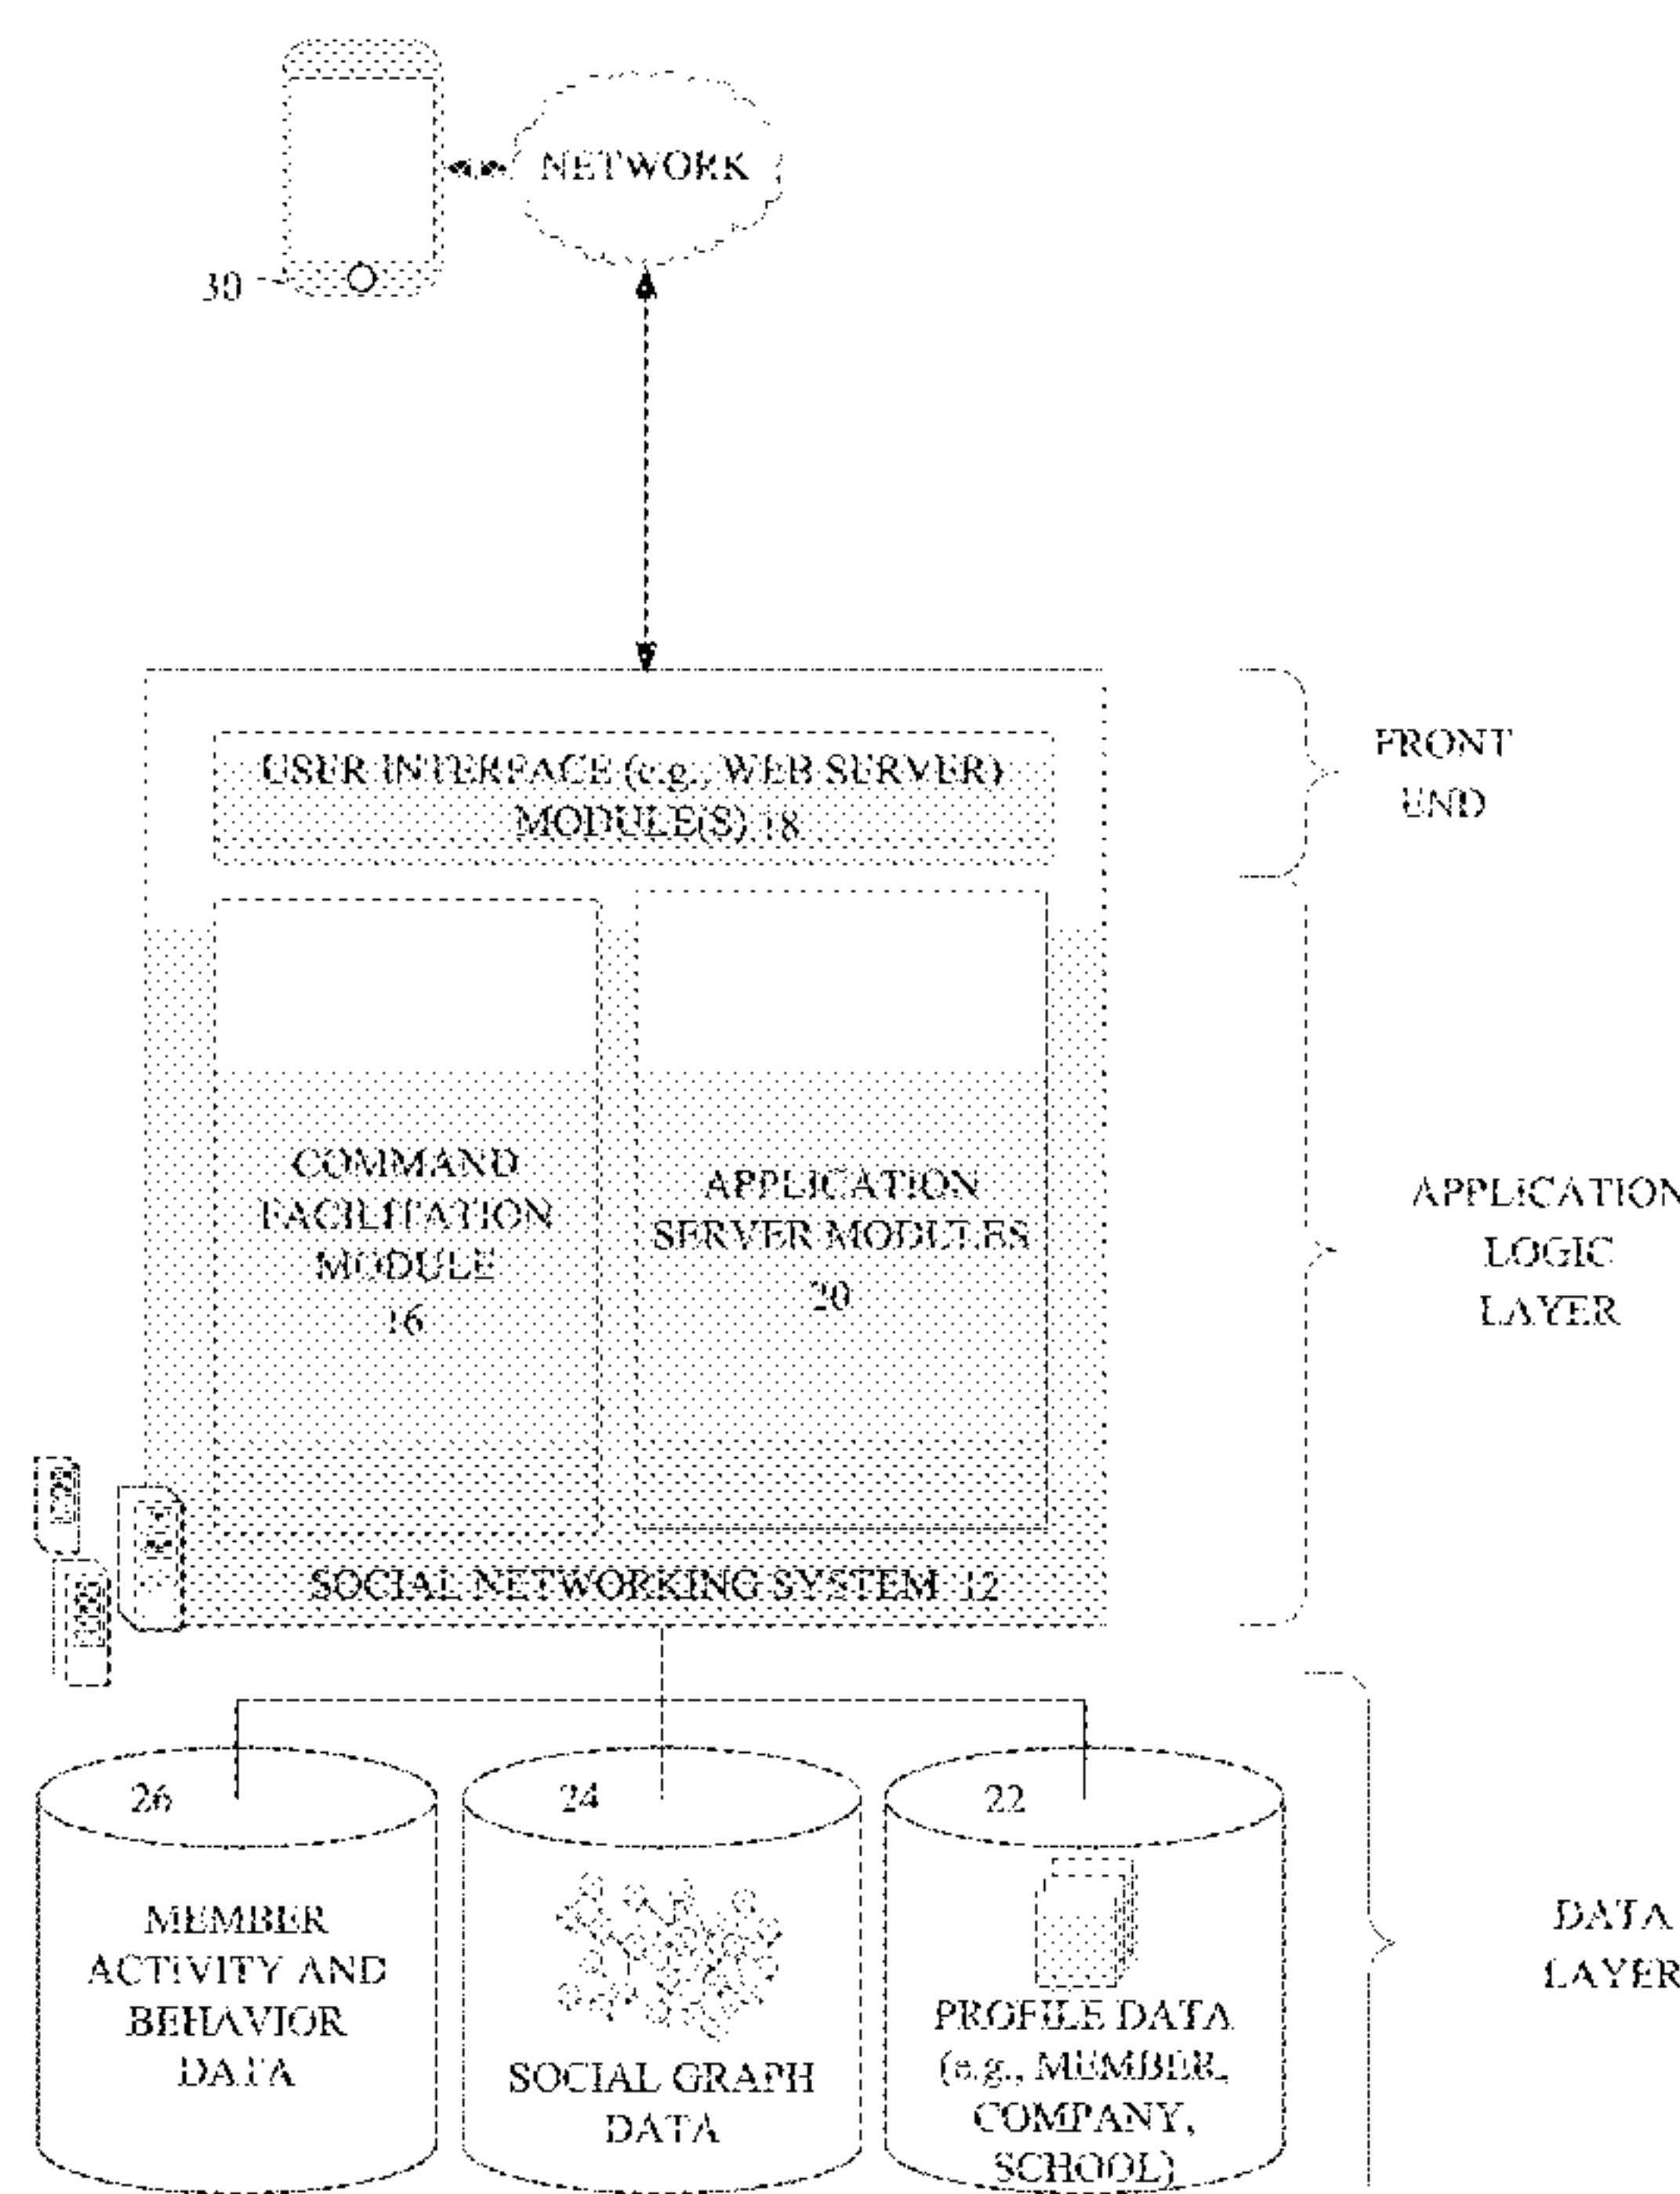 NETWORK
30
USER INTERFACE (e.g., WEB SERVER)
MODULE(S) 18
FRONT
END
COMMAND
FACILITATION
MODULE
16
APPLICATION
SERVER MODULES
20
APPLICATION
LOGIC
LAYER
SOCIAL NETWORKING SYSTEM 12
26
MEMBER
ACTIVITY AND
BEHAVIOR
DATA
24
SOCIAL GRAPH
DATA
22
PROFILE DATA
(e.g., MEMBER,
COMPANY,
SCHOOL)
DATA
LAYER